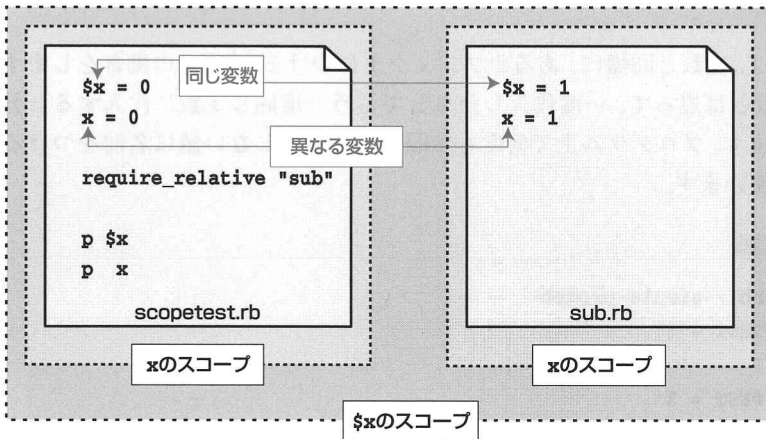 $x = 0
x = 0
require_relative "sub"
p $x
p x
scopetest.rb
同じ変数
異なる変数
$x = 1
x = 1
sub.rb
xのスコープ
xのスコープ
$xのスコープ